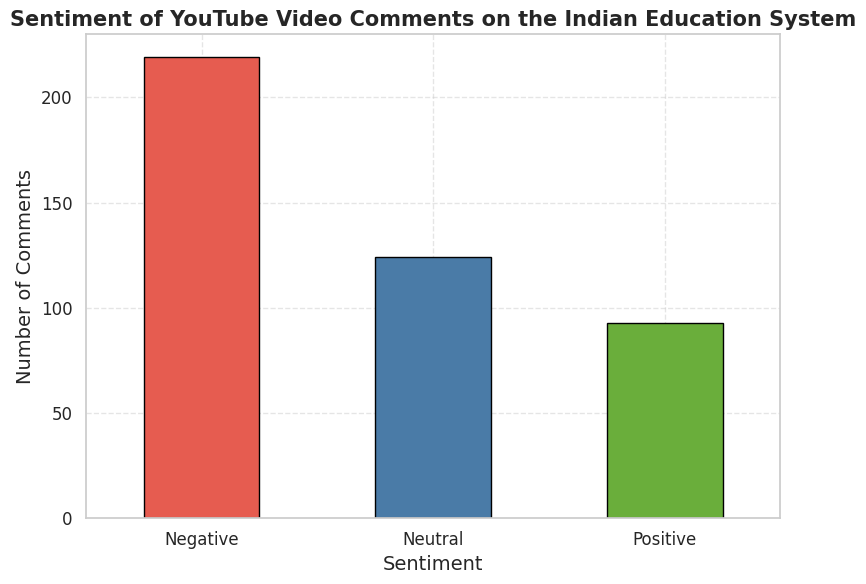 Sentiment of YouTube Video Comments on the Indian Education System
Number of Comments
200
150
100
50
0
Negative
Neutral
Positive
Sentiment